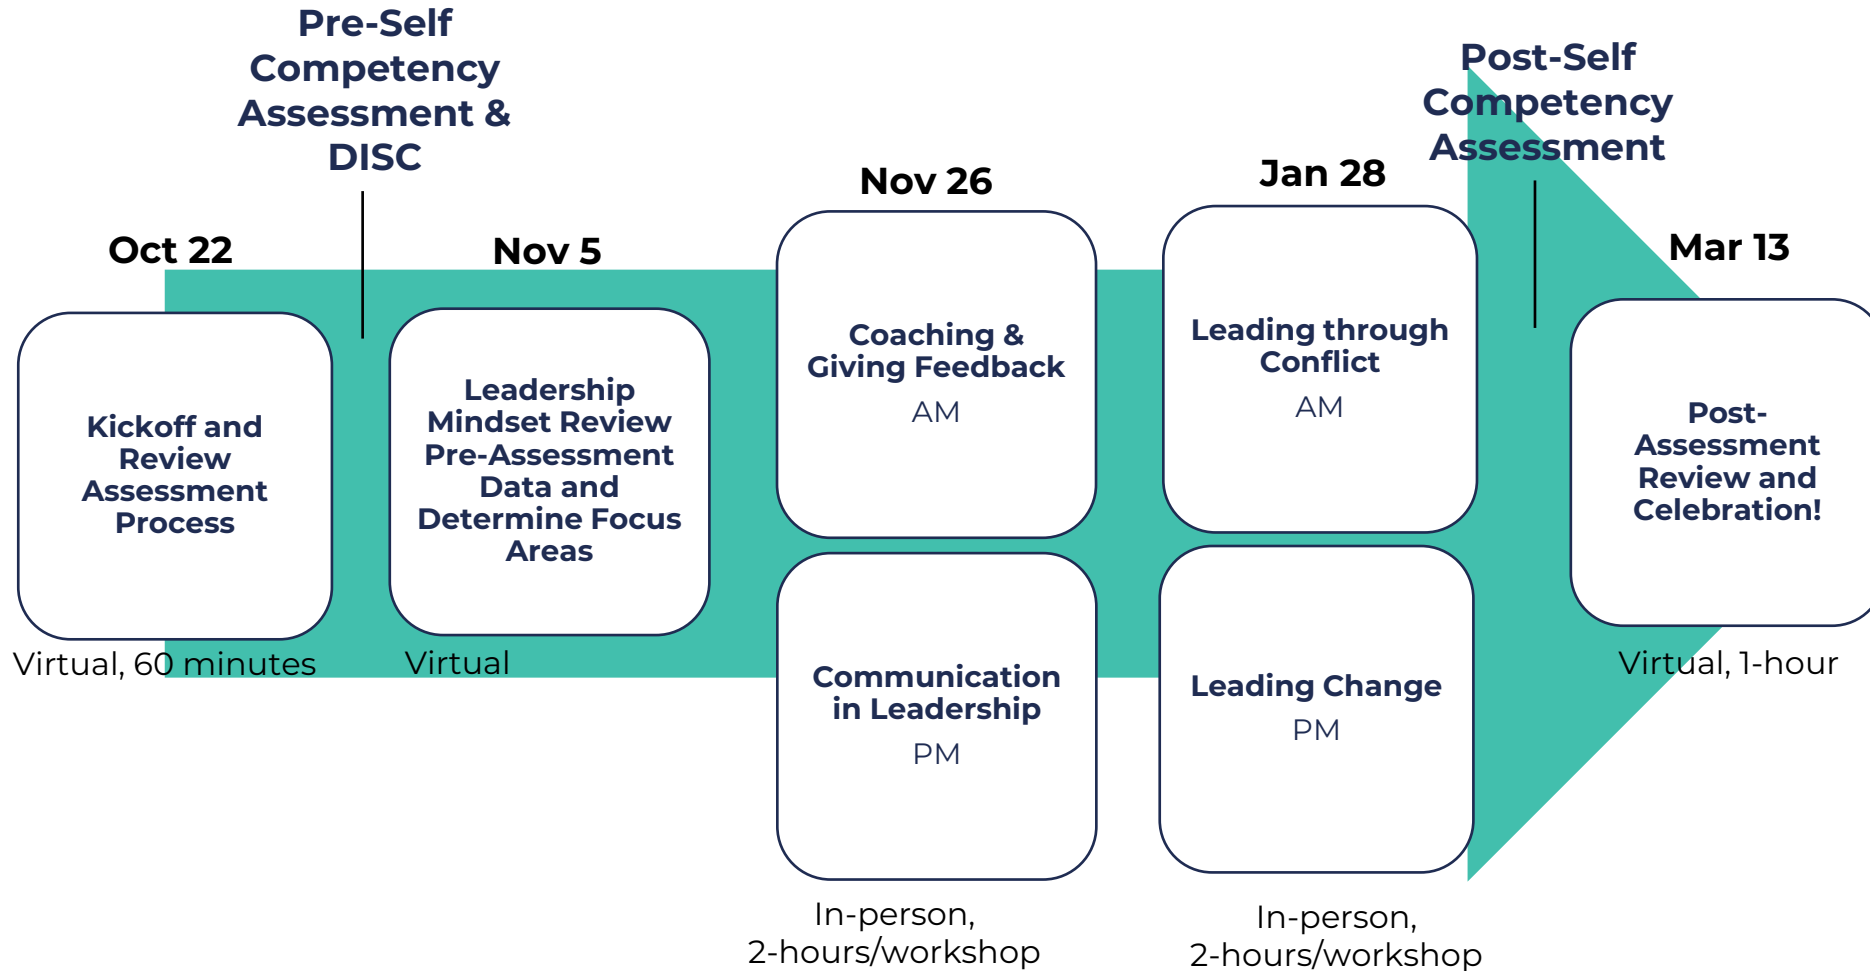 Pre-Self
Competency
Assessment &
DISC
Post-Self
Competency
Assessment
Oct 22
Kickoff and
Review
Assessment
Process
Virtual, 60 minutes
Nov 5
Leadership
Mindset Review
Pre-Assessment
Data and
Determine Focus
Areas
Virtual
Nov 26
Coaching &
Giving Feedback
AM
Communication
in Leadership
PM
In-person,
2-hours/workshop
Jan 28
Leading through
Conflict
AM
Leading Change
PM
In-person,
2-hours/workshop
Mar 13
Post-
Assessment
Review and
Celebration!
Virtual, 1-hour